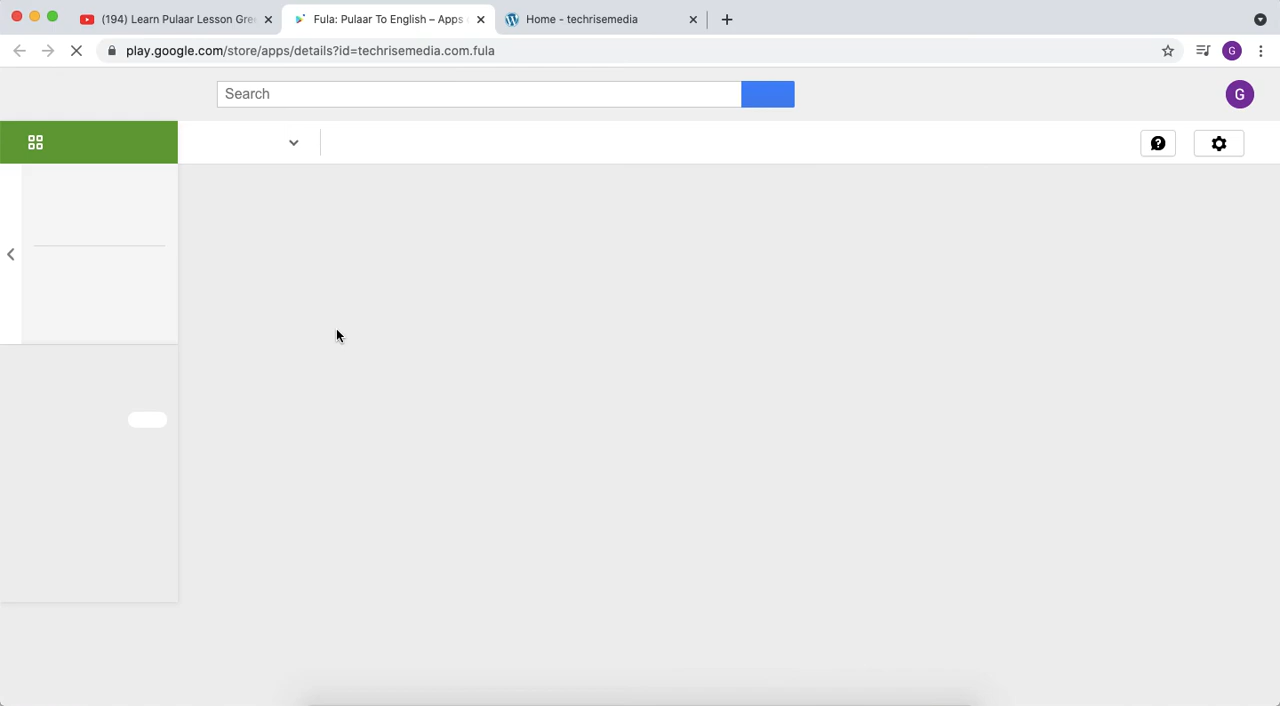 (194) Learn Pulaar Lesson Gre
Fula: Pulaar To English – Apps
Home - techrisemedia
play.google.com/store/apps/details?id=techrisemedia.com.fula
G
Search
G